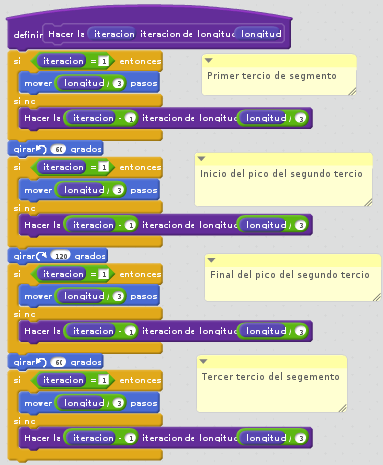 definir Hacer la iteracion iteracion de longitud longitud
si iteracion = 1 entonces
Primer tercio de segmento
mover longitud / 3 pasos
si no
Hacer la iteracion - 1 iteracion de longitud longitud / 3
girar 60 grados
si iteracion = 1 entonces
Inicio del pico del segundo tercio
mover longitud / 3 pasos
si no
Hacer la iteracion - 1 iteracion de longitud longitud / 3
girar 120 grados
si iteracion = 1 entonces
Final del pico del segundo tercio
mover longitud / 3 pasos
si no
Hacer la iteracion - 1 iteracion de longitud longitud / 3
girar 60 grados
si iteracion = 1 entonces
Tercer tercio del segemento
mover longitud / 3 pasos
si no
Hacer la iteracion - 1 iteracion de longitud longitud / 3